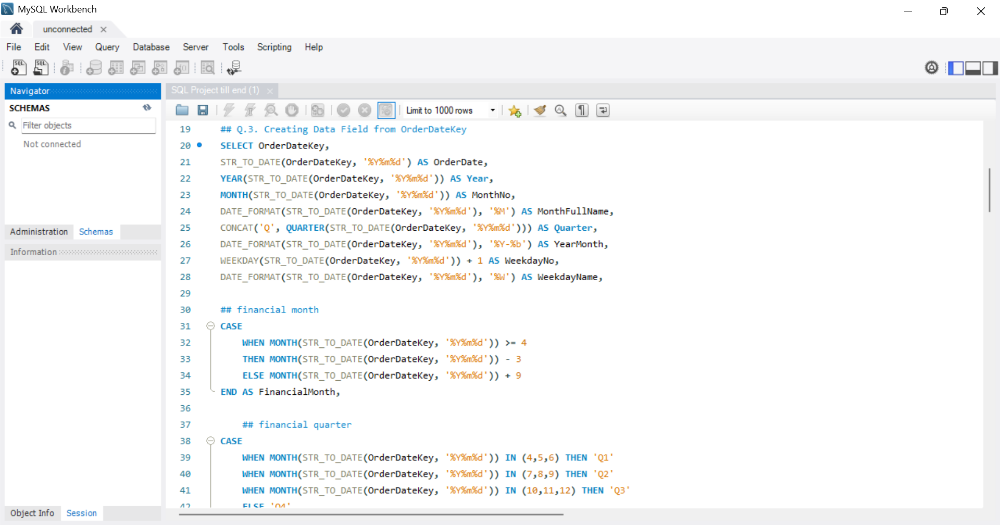 MySQL Workbench
unconnected
File Edit View Query Database Server Tools Scripting Help
SQL SQL
Navigator
SCHEMAS
Filter objects
Not connected
Administration Schemas
Information
Object Info Session
SQL Project till end (1)
Limit to 1000 rows
19 ## Q.3. Creating Data Field from OrderDateKey
20 SELECT OrderDateKey,
21 STR_TO_DATE(OrderDateKey, '%Y%m%d') AS OrderDate,
22 YEAR(STR_TO_DATE(OrderDateKey, '%Y%m%d')) AS Year,
23 MONTH(STR_TO_DATE(OrderDateKey, '%Y%m%d')) AS MonthNo,
24 DATE_FORMAT(STR_TO_DATE(OrderDateKey, '%Y%m%d'), '%M') AS MonthFullName,
25 CONCAT('Q', QUARTER(STR_TO_DATE(OrderDateKey, '%Y%m%d'))) AS Quarter,
26 DATE_FORMAT(STR_TO_DATE(OrderDateKey, '%Y%m%d'), '%Y-%b') AS YearMonth,
27 WEEKDAY(STR_TO_DATE(OrderDateKey, '%Y%m%d')) + 1 AS WeekdayNo,
28 DATE_FORMAT(STR_TO_DATE(OrderDateKey, '%Y%m%d'), '%W') AS WeekdayName,
29
30 ## financial month
31 CASE
32 WHEN MONTH(STR_TO_DATE(OrderDateKey, '%Y%m%d')) >= 4
33 THEN MONTH(STR_TO_DATE(OrderDateKey, '%Y%m%d')) - 3
34 ELSE MONTH(STR_TO_DATE(OrderDateKey, '%Y%m%d')) + 9
35 END AS FinancialMonth,
36
37 ## financial quarter
38 CASE
39 WHEN MONTH(STR_TO_DATE(OrderDateKey, '%Y%m%d')) IN (4,5,6) THEN 'Q1'
40 WHEN MONTH(STR_TO_DATE(OrderDateKey, '%Y%m%d')) IN (7,8,9) THEN 'Q2'
41 WHEN MONTH(STR_TO_DATE(OrderDateKey, '%Y%m%d')) IN (10,11,12) THEN 'Q3'
42 ELSE 'Q4'